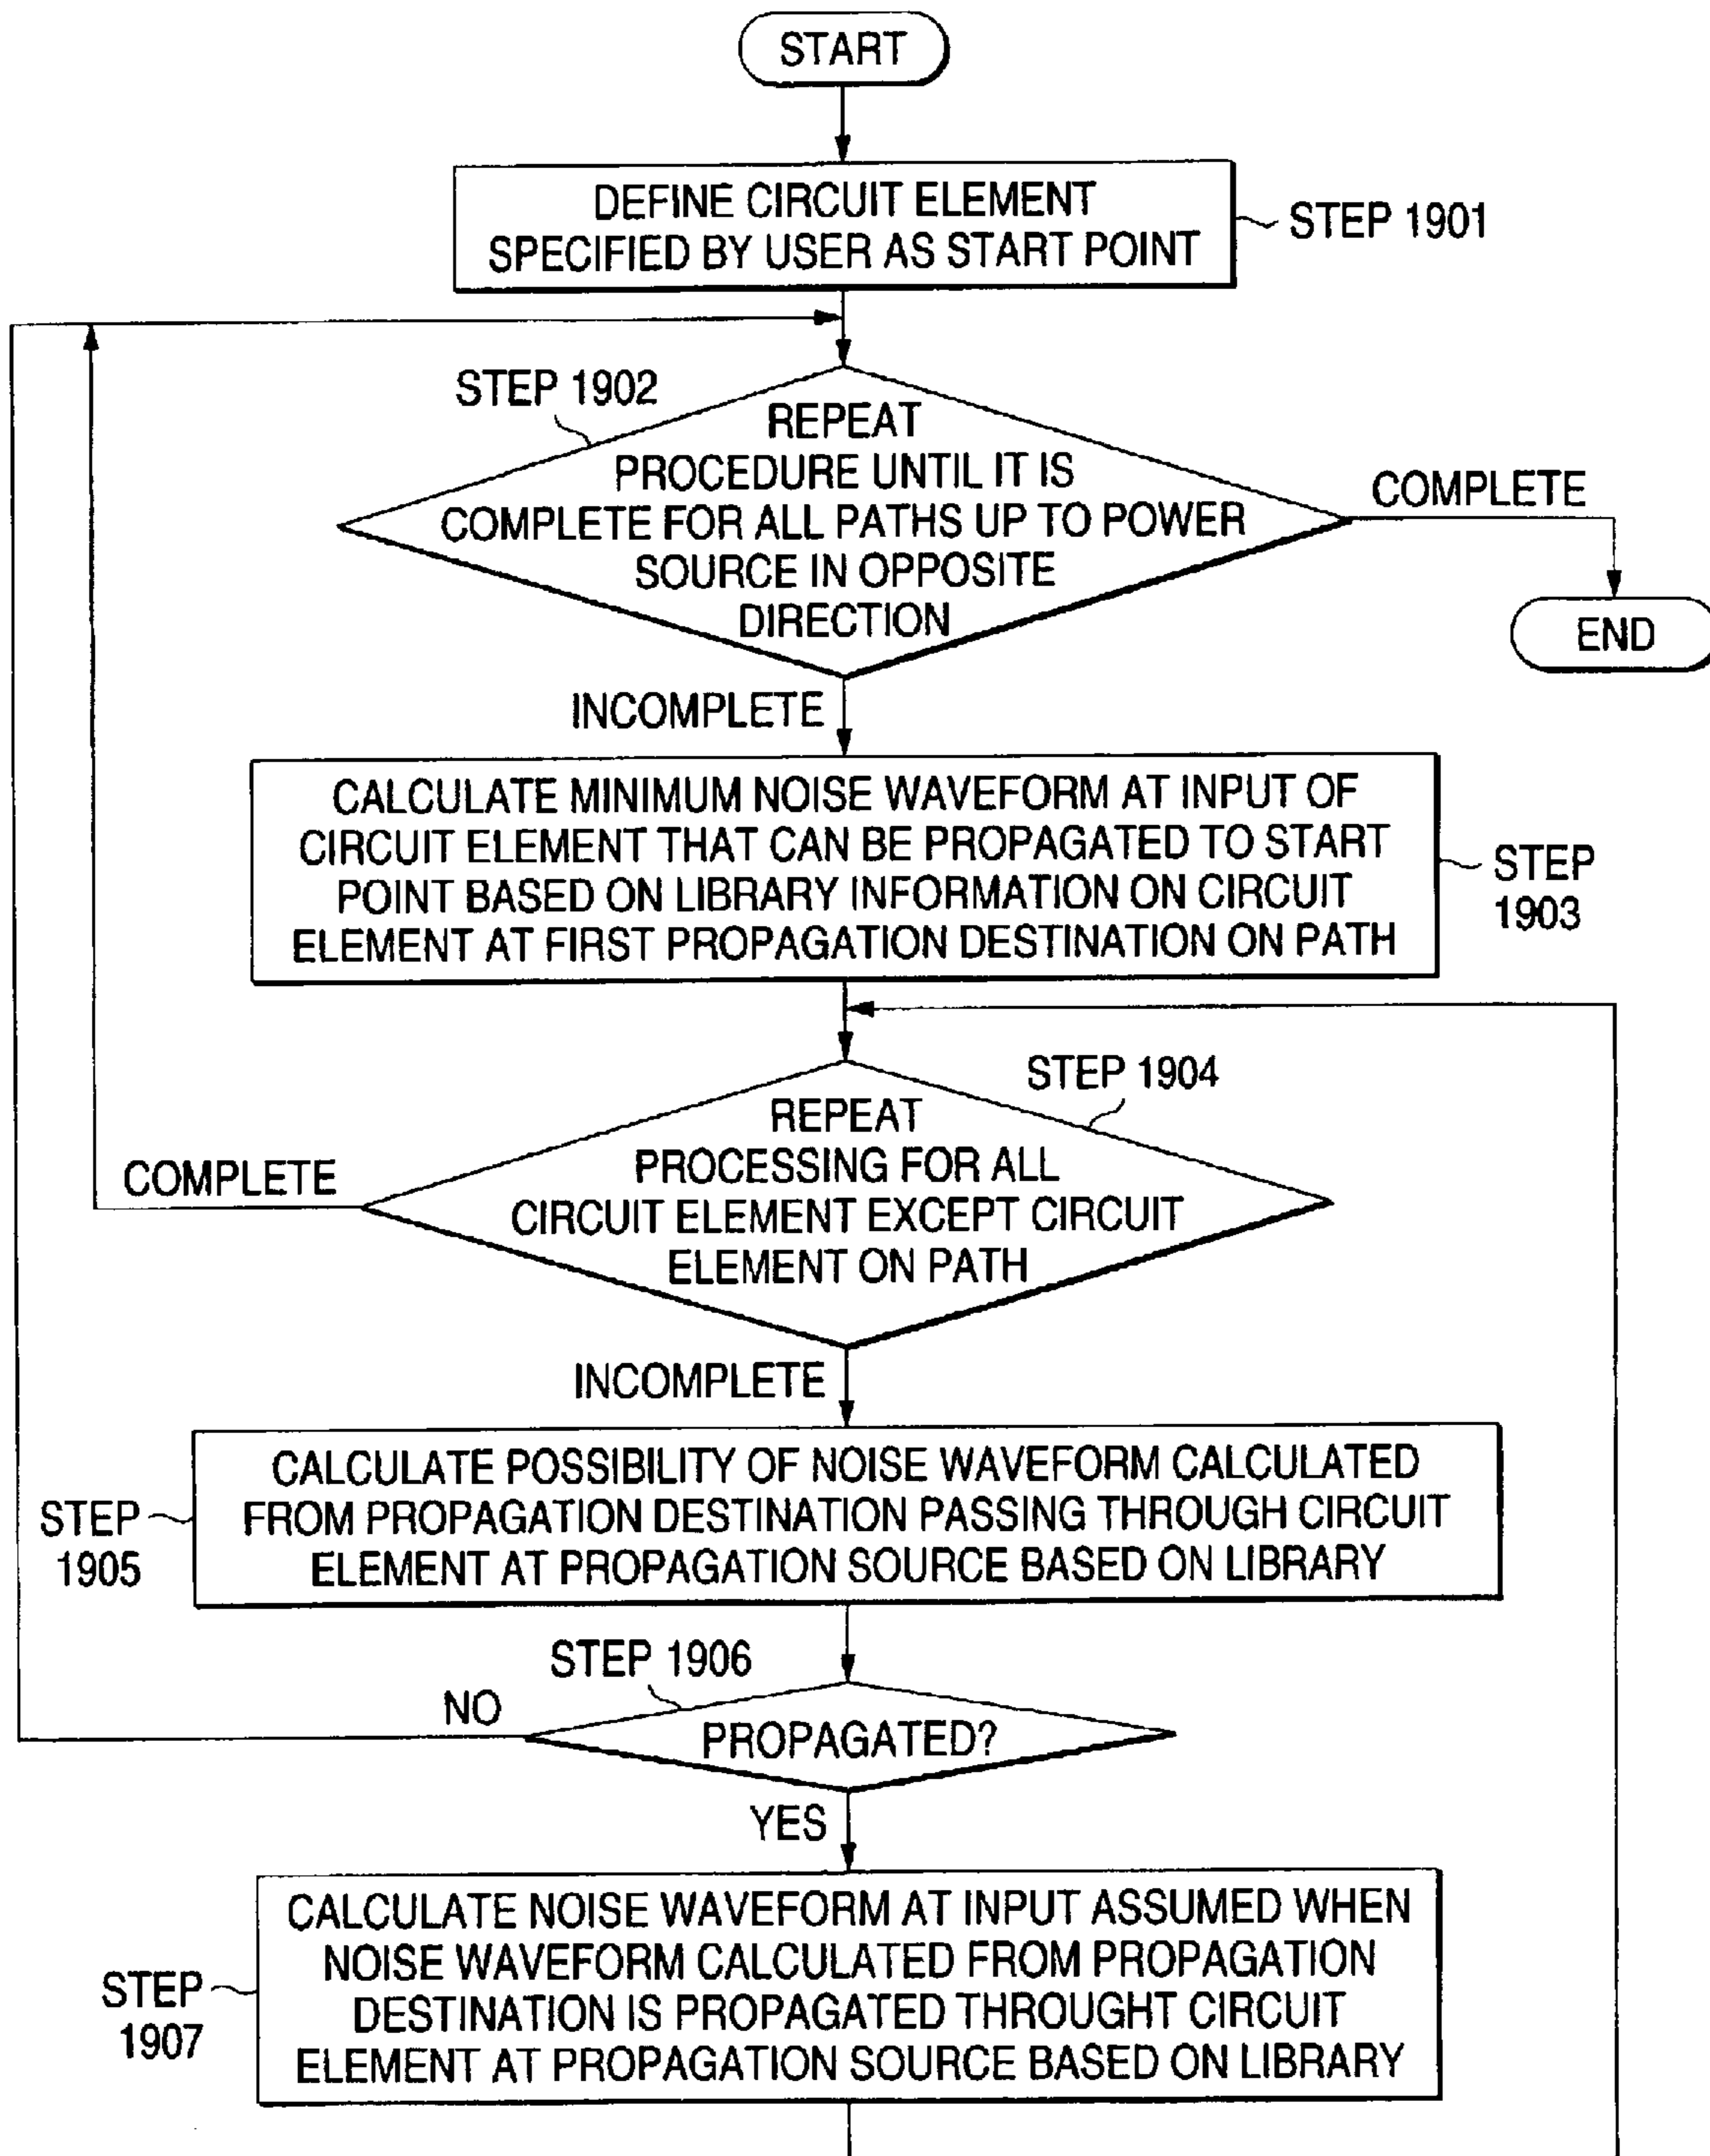 START
DEFINE CIRCUIT ELEMENT
SPECIFIED BY USER AS START POINT
STEP 1901
STEP 1902
REPEAT
PROCEDURE UNTIL IT IS
COMPLETE FOR ALL PATHS UP TO POWER
SOURCE IN OPPOSITE
DIRECTION
COMPLETE
END
INCOMPLETE
CALCULATE MINIMUM NOISE WAVEFORM AT INPUT OF
CIRCUIT ELEMENT THAT CAN BE PROPAGATED TO START
POINT BASED ON LIBRARY INFORMATION ON CIRCUIT
ELEMENT AT FIRST PROPAGATION DESTINATION ON PATH
STEP
1903
STEP 1904
REPEAT
PROCESSING FOR ALL
CIRCUIT ELEMENT EXCEPT CIRCUIT
ELEMENT ON PATH
COMPLETE
INCOMPLETE
CALCULATE POSSIBILITY OF NOISE WAVEFORM CALCULATED
FROM PROPAGATION DESTINATION PASSING THROUGH CIRCUIT
ELEMENT AT PROPAGATION SOURCE BASED ON LIBRARY
STEP
1905
STEP 1906
NO
PROPAGATED?
YES
CALCULATE NOISE WAVEFORM AT INPUT ASSUMED WHEN
NOISE WAVEFORM CALCULATED FROM PROPAGATION
DESTINATION IS PROPAGATED THROUGHT CIRCUIT
ELEMENT AT PROPAGATION SOURCE BASED ON LIBRARY
STEP
1907